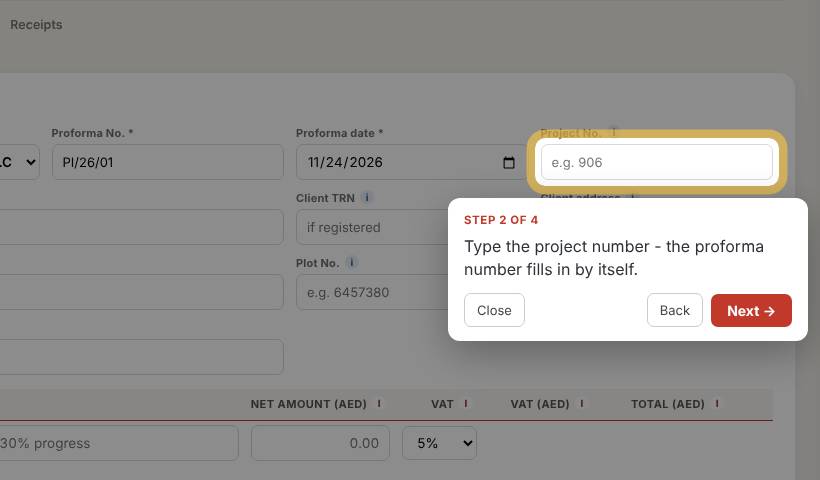 Receipts
Proforma No. *
Proforma date *
Project No.
PI/26/01
11/24/2026
e.g. 906
Client TRN i
Client address
if registered
STEP 2 OF 4
Type the project number - the proforma
number fills in by itself.
Plot No. i
e.g. 6457380
Close
Back
Next →
NET AMOUNT (AED) i
VAT i
VAT (AED) i
TOTAL (AED) i
30% progress
0.00
5%